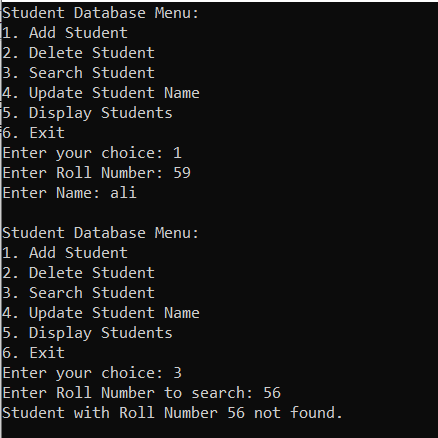 Student Database Menu:
1. Add Student
2. Delete Student
3. Search Student
4. Update Student Name
5. Display Students
6. Exit
Enter your choice: 1
Enter Roll Number: 59
Enter Name: ali
Student Database Menu:
1. Add Student
2. Delete Student
3. Search Student
4. Update Student Name
5. Display Students
6. Exit
Enter your choice: 3
Enter Roll Number to search: 56
Student with Roll Number 56 not found.